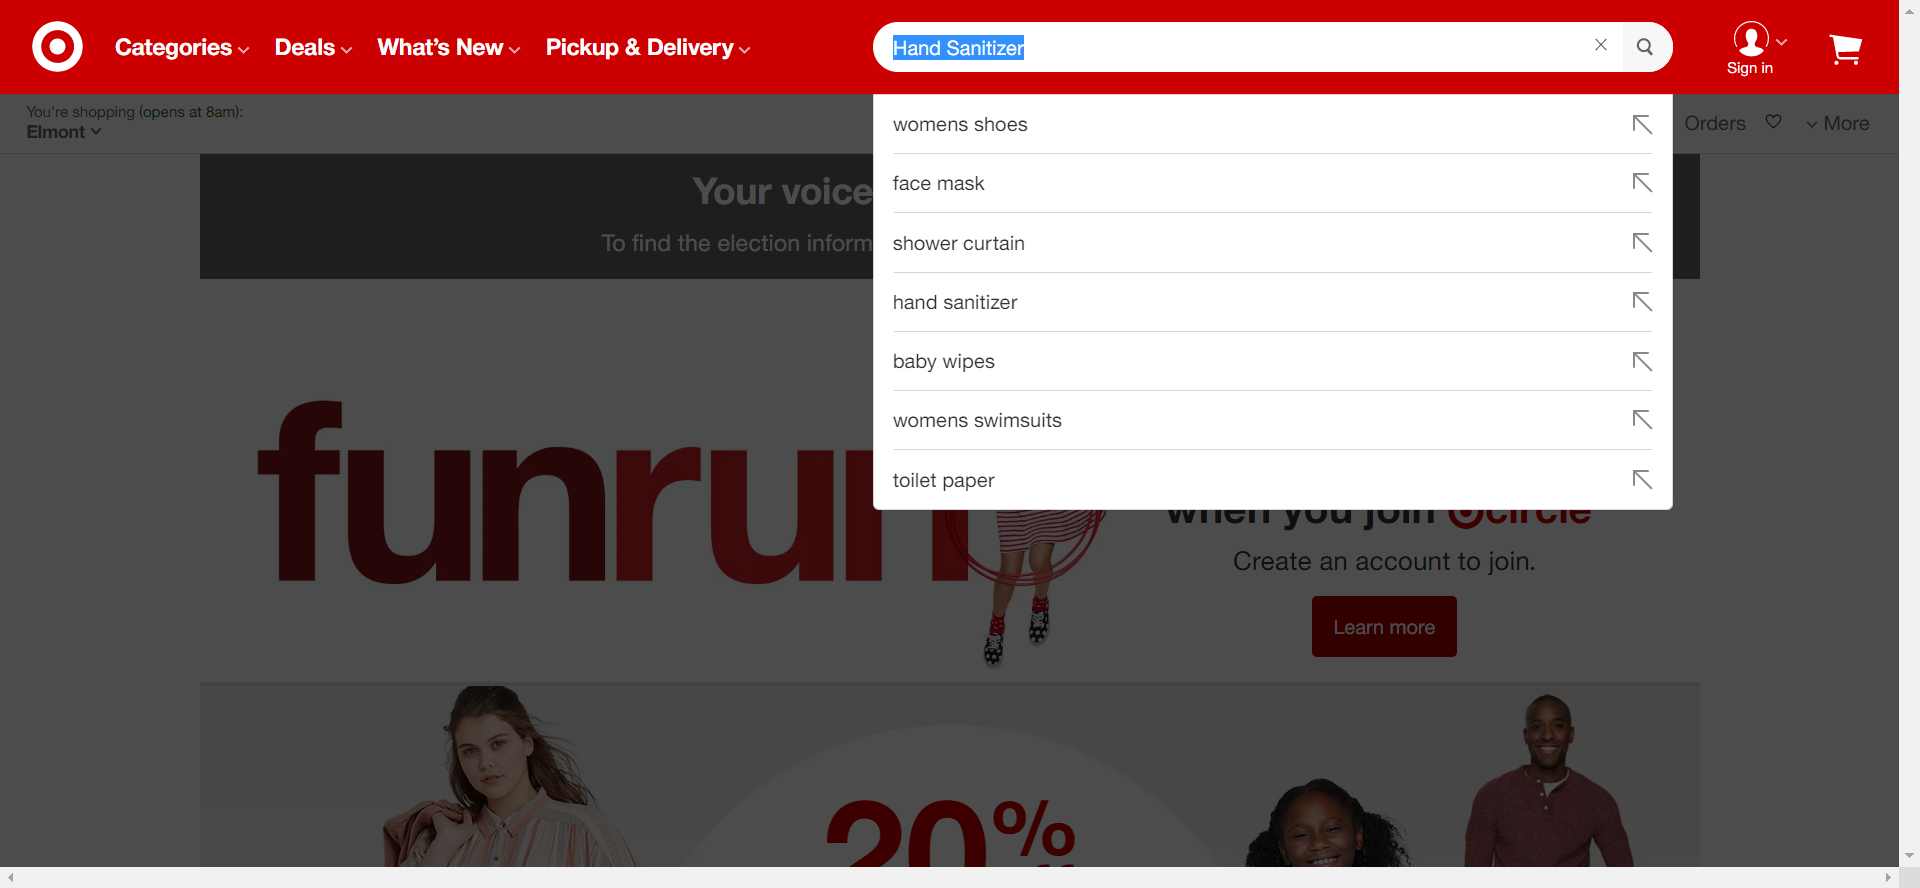 Categories
Deals
What's New
Pickup & Delivery
Hand Sanitizer
Sign in
You're shopping (opens at 8am):
Elmont
Orders
More
Your voice
To find the election inform
womens shoes
face mask
shower curtain
hand sanitizer
baby wipes
womens swimsuits
toilet paper
funrun
when you join circle
Create an account to join.
Learn more
20%